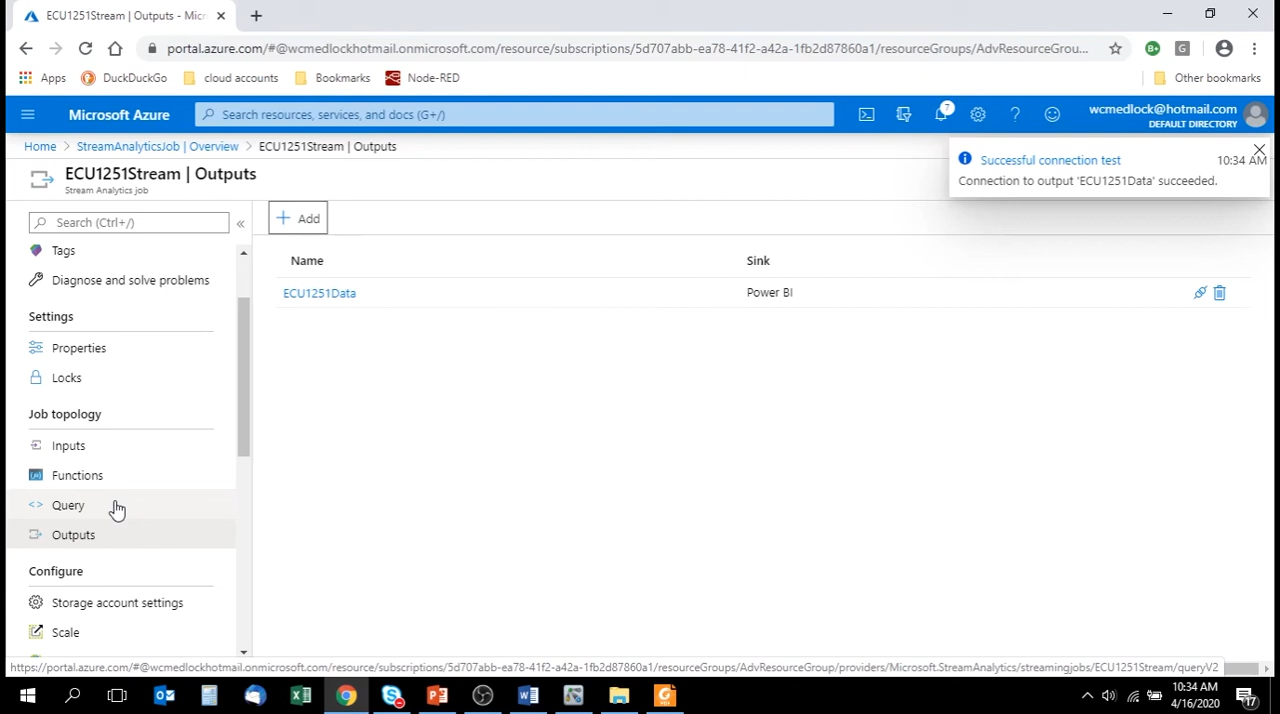 ECU1251Stream | Outputs - Micr
portal.azure.com/#@wcmedlockhotmail.onmicrosoft.com/resource/subscriptions/5d707abb-ea78-41f2-a42a-1fb2d87860a1/resourceGroups/AdvResourceGrou...
Apps
DuckDuckGo
cloud accounts
Bookmarks
Node-RED
Other bookmarks
Microsoft Azure
Search resources, services, and docs (G+/)
7
wcmedlock@hotmail.com
DEFAULT DIRECTORY
Home > StreamAnalyticsJob | Overview > ECU1251Stream | Outputs
Successful connection test
10:34 AM
Connection to output 'ECU1251Data' succeeded.
ECU1251Stream | Outputs
Stream Analytics job
Search (Ctrl+/)
Add
Tags
Diagnose and solve problems
Settings
Properties
Locks
Job topology
Inputs
Functions
Query
Outputs
Configure
Storage account settings
Scale
Name
Sink
ECU1251Data
Power BI
https://portal.azure.com/#@wcmedlockhotmail.onmicrosoft.com/resource/subscriptions/5d707abb-ea78-41f2-a42a-1fb2d87860a1/resourceGroups/AdvResourceGroup/providers/Microsoft.StreamAnalytics/streamingjobs/ECU1251Stream/queryV2
10:34 AM
4/16/2020
17